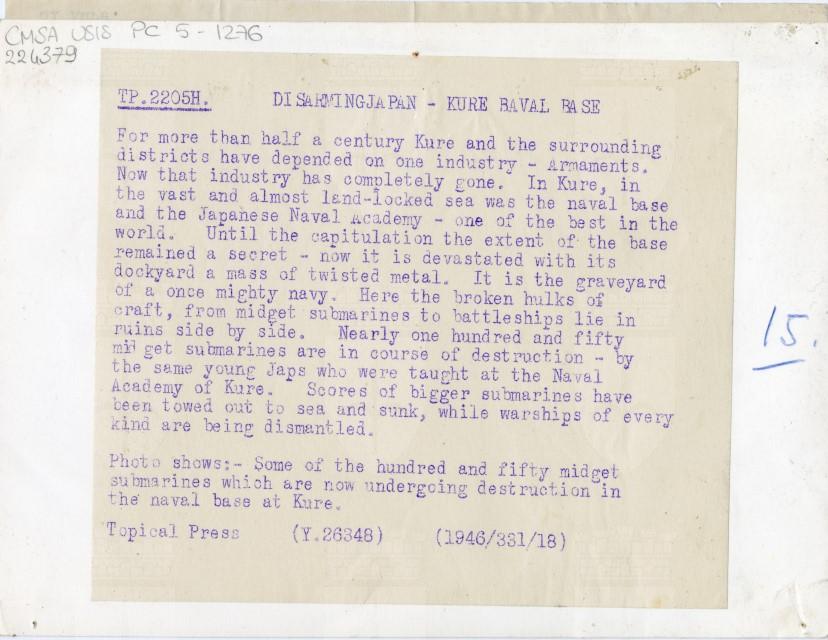 CMSA USIS PC 5-1276
224379
TP.2205H. DISARMINGJAPAN - KURE BAVAL BASE
For more than half a century Kure and the surrounding
districts have depended on one industry - Armaments.
Now that industry has completely gone. In Kure, in
the vast and almost land-locked sea was the naval base
and the Japanese Naval Academy - one of the best in the
world. Until the capitulation the extent of the base
remained a secret - now it is devastated with its
dockyard a mass of twisted metal. It is the graveyard
of a once mighty navy. Here the broken hulks of
craft, from midget submarines to battleships lie in
ruins side by side. Nearly one hundred and fifty
mid get submarines are in course of destruction - by
the same young Japs who were taught at the Naval
Academy of Kure. Scores of bigger submarines have
been towed out to sea and sunk, while warships of every
kind are being dismantled.
Photo shows:- Some of the hundred and fifty midget
submarines which are now undergoing destruction in
the naval base at Kure.
Topical Press (Y.26348) (1946/331/18)
15.